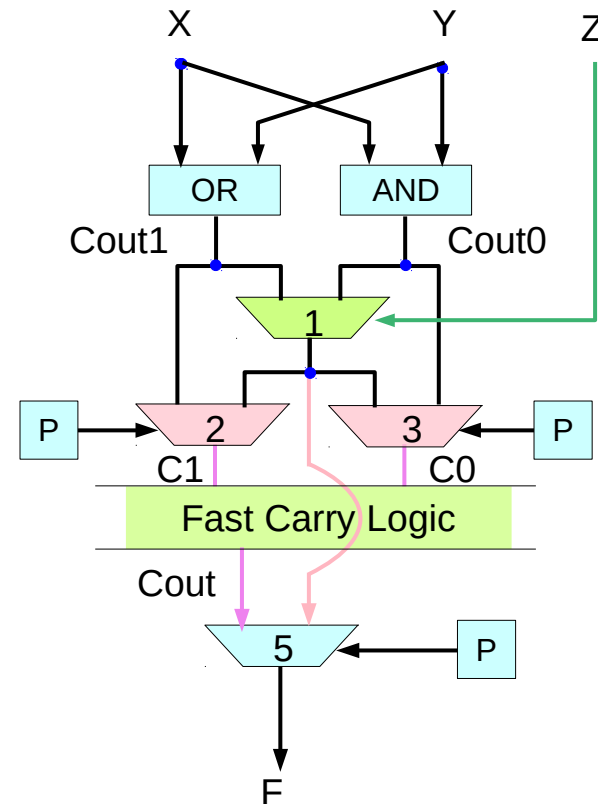 X Y Z
OR AND
Cout1 Cout0
1
P 2 3 P
C1 C0
Fast Carry Logic
Cout
5 P
F